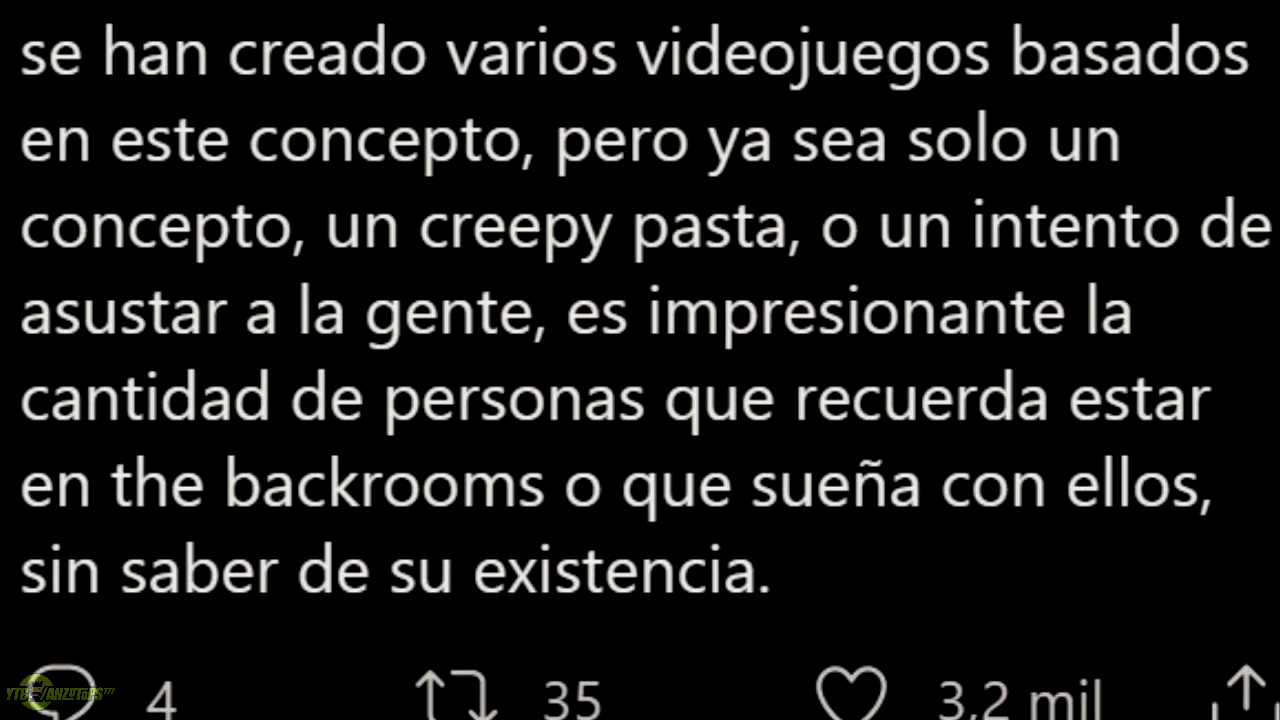 se han creado varios videojuegos basados
en este concepto, pero ya sea solo un
concepto, un creepy pasta, o un intento de
asustar a la gente, es impresionante la
cantidad de personas que recuerda estar
en the backrooms o que sueña con ellos,
sin saber de su existencia.
4 35 3,2 mil